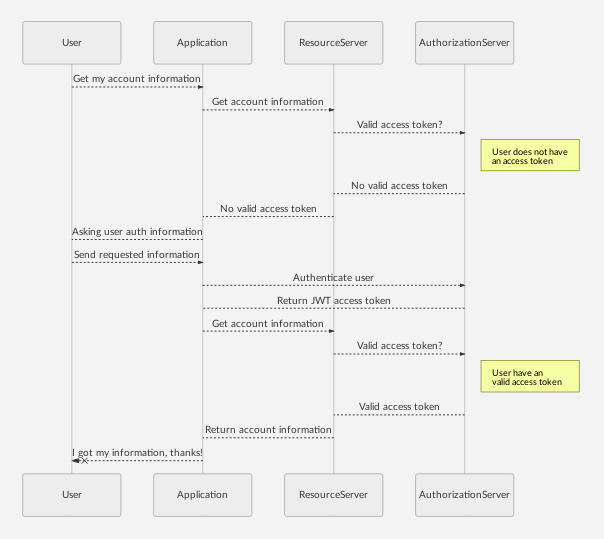 User
Application
ResourceServer
AuthorizationServer
Get my account information
Get account information
Valid access token?
User does not have
an access token
No valid access token
No valid access token
Asking user auth information
Send requested information
Authenticate user
Return JWT access token
Get account information
Valid access token?
User have an
valid access token
Valid access token
Return account information
I got my information, thanks!
User
Application
ResourceServer
AuthorizationServer